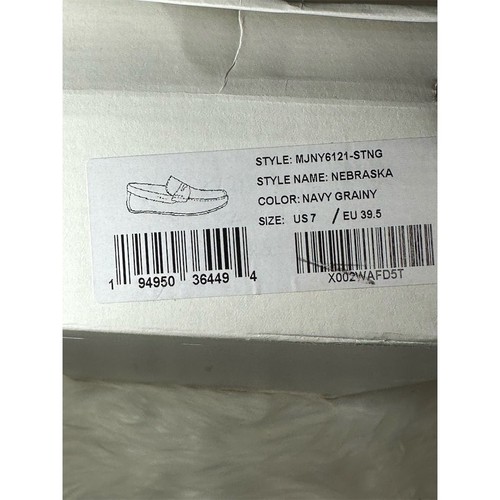 STYLE: MJNY6121-STNG
STYLE NAME: NEBRASKA
COLOR: NAVY GRAINY
SIZE: US 7 / EU 39.5
1 94950 36449 4
X002WAFD5T